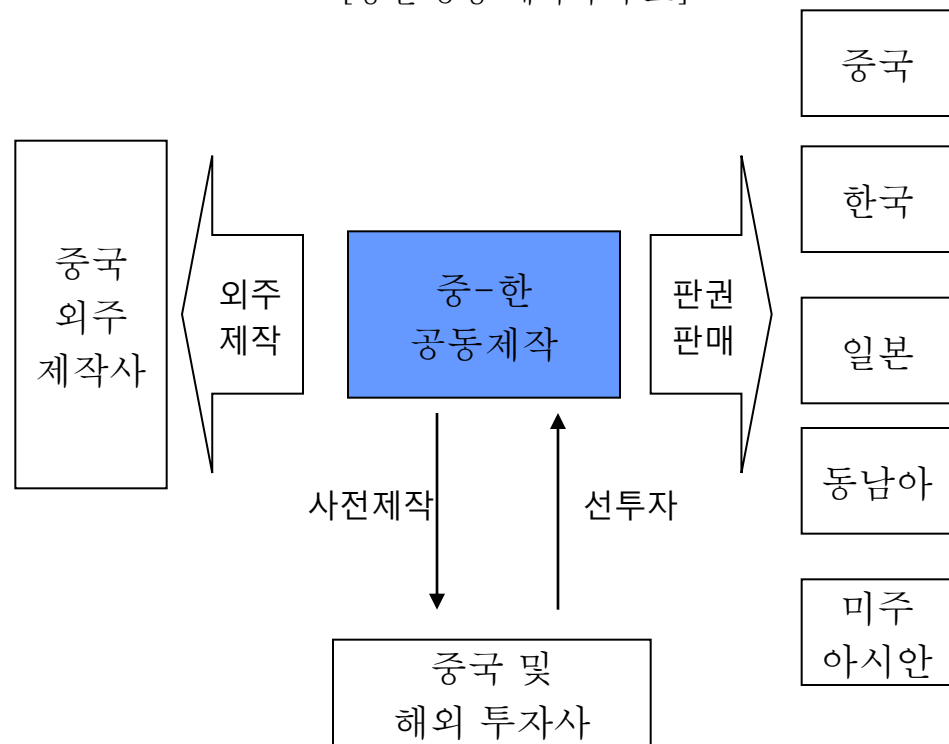 중국
한국
중국
외주
제작사
외주
제작
중-한
공동제작
판권
판매
일본
동남아
사전제작
선투자
미주
아시안
중국 및
해외 투자사